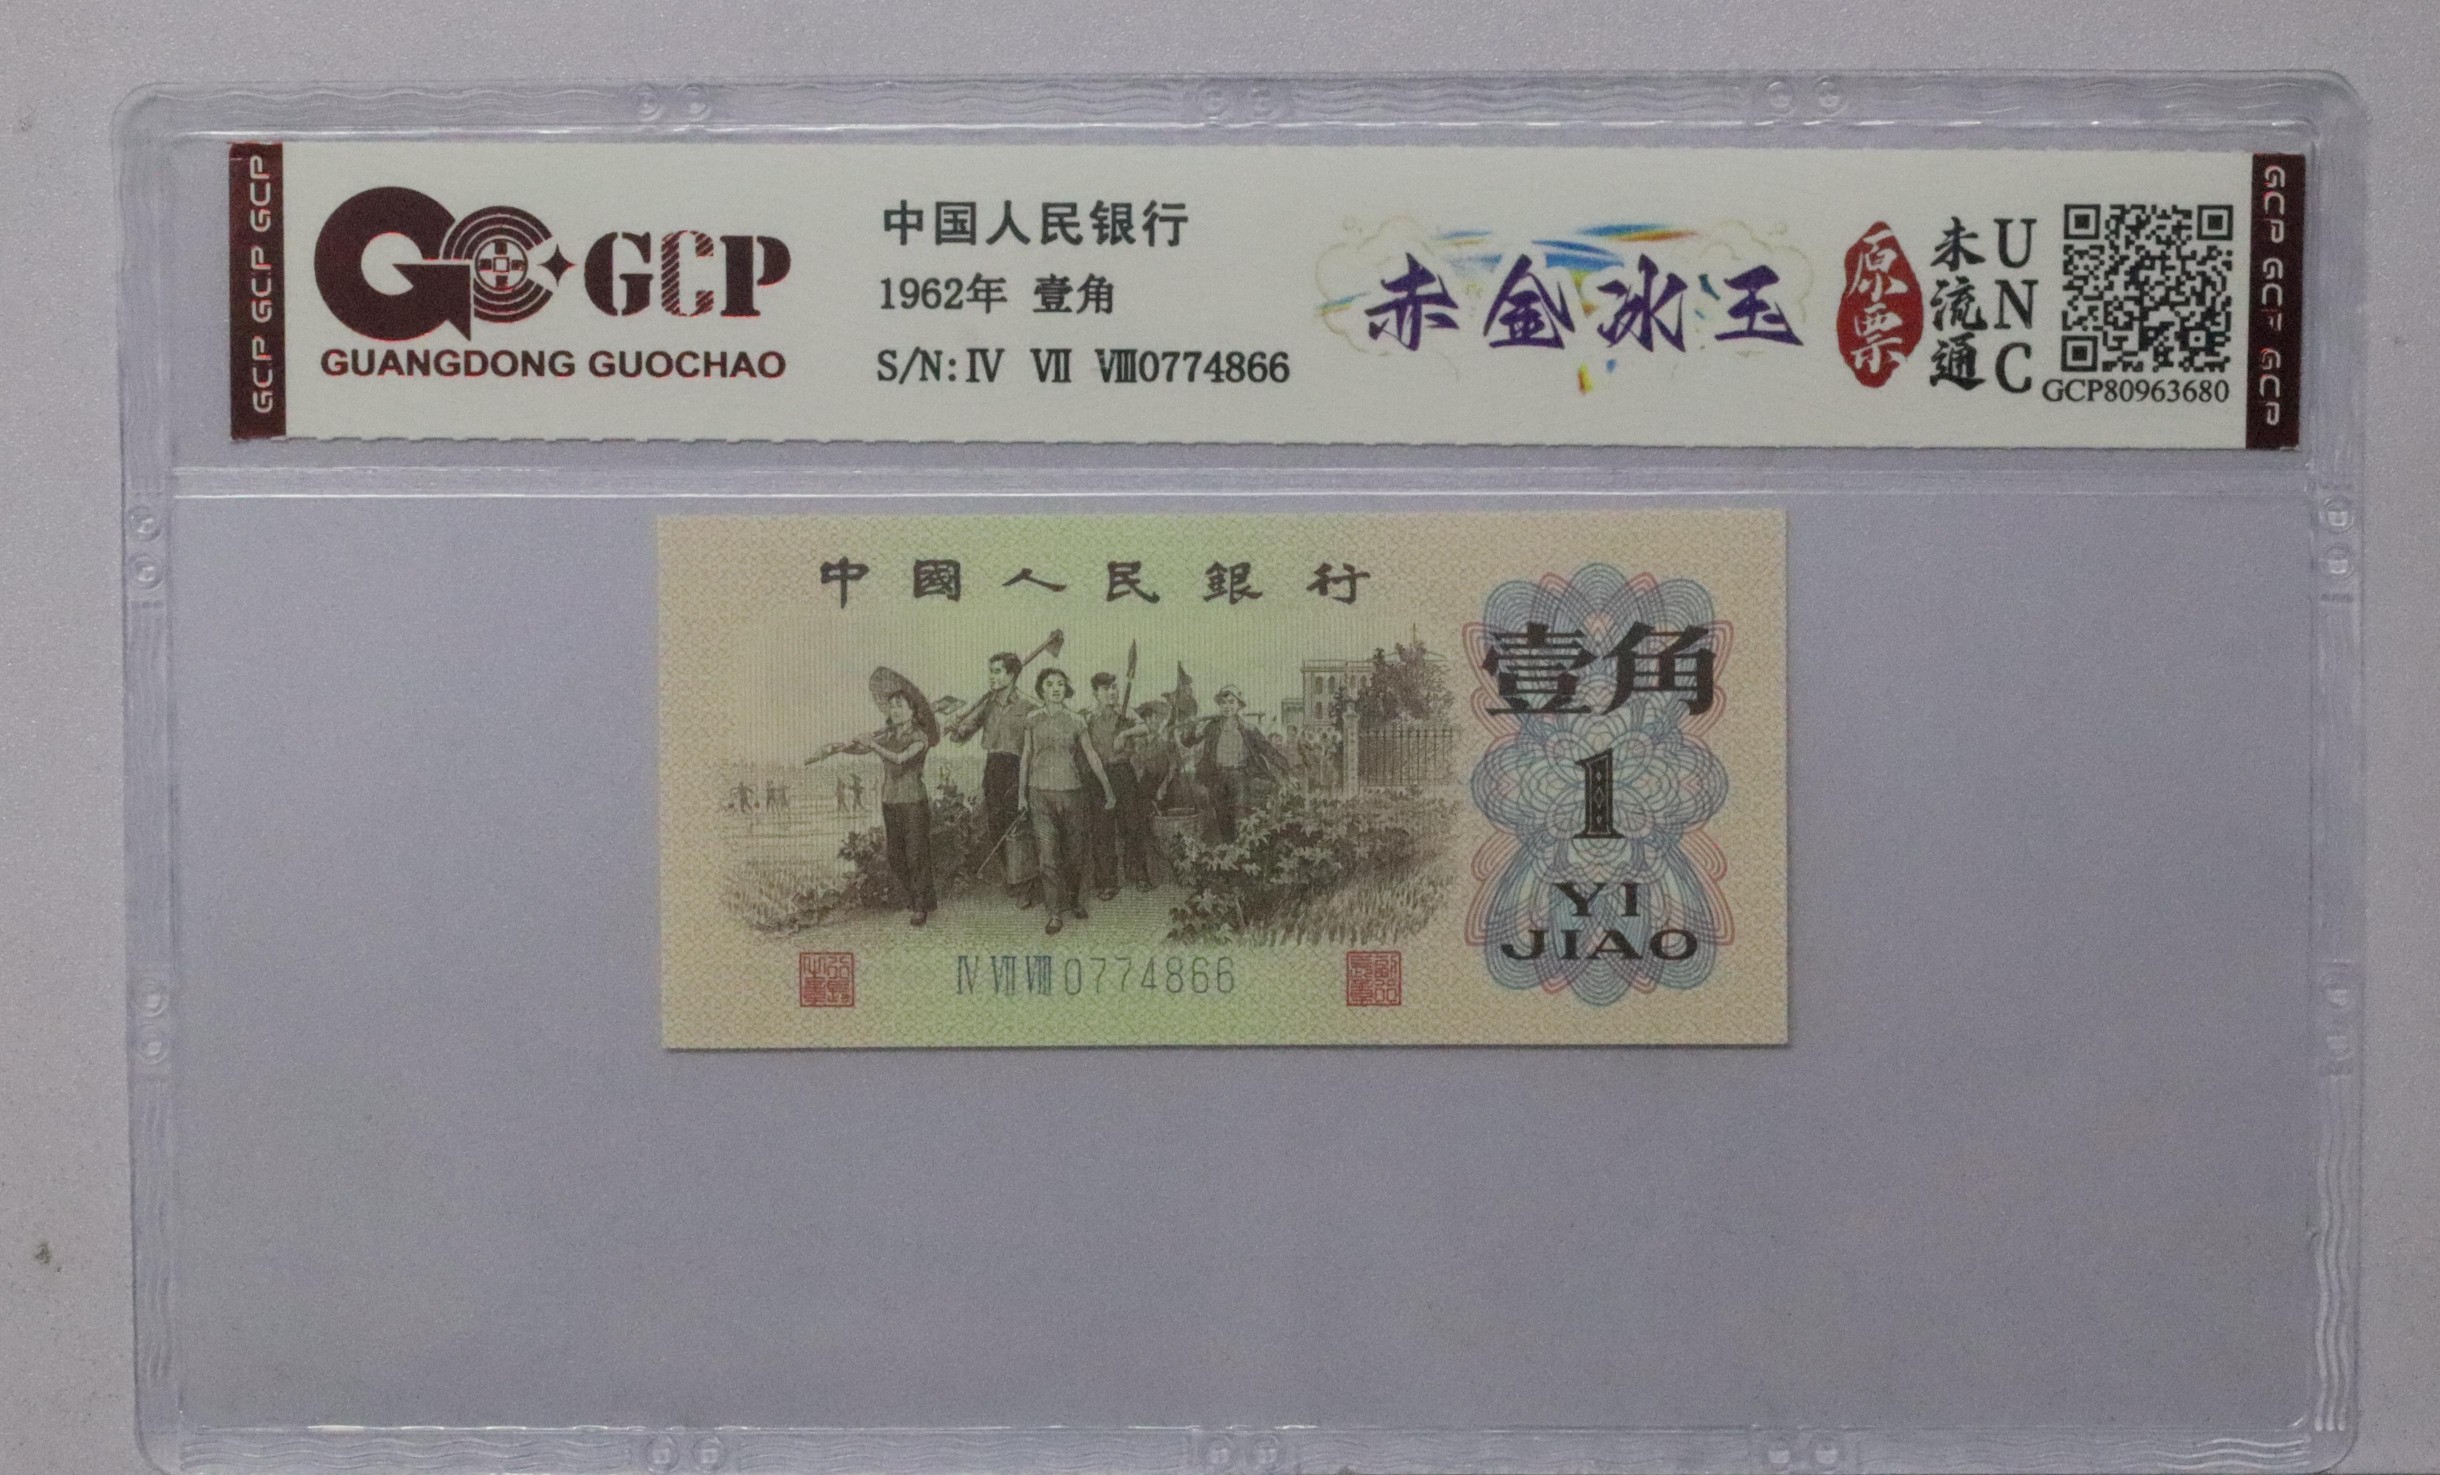 GCP GCP GCP
GCP
GUANGDONG GUOCHAO
中国人民银行
1962年 壹角
S/N: Ⅳ Ⅶ Ⅷ0774866
赤金冰玉
原票
未流通
UNC
GCP80963680
GCP GCP GCP
中國人民銀行
壹角
1
YI
JIAO
Ⅳ Ⅶ Ⅷ 0774866